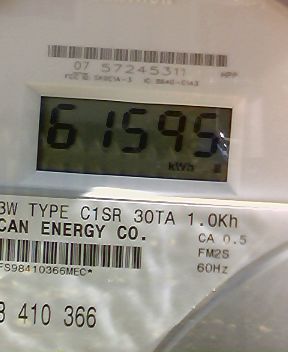 07 57245311
HPP
61595
kWh
3W TYPE C1SR 30TA 1.0Kh
CAN ENERGY CO.
CA 0.5
FM2S
60Hz
FS98410366MEC*
410 366